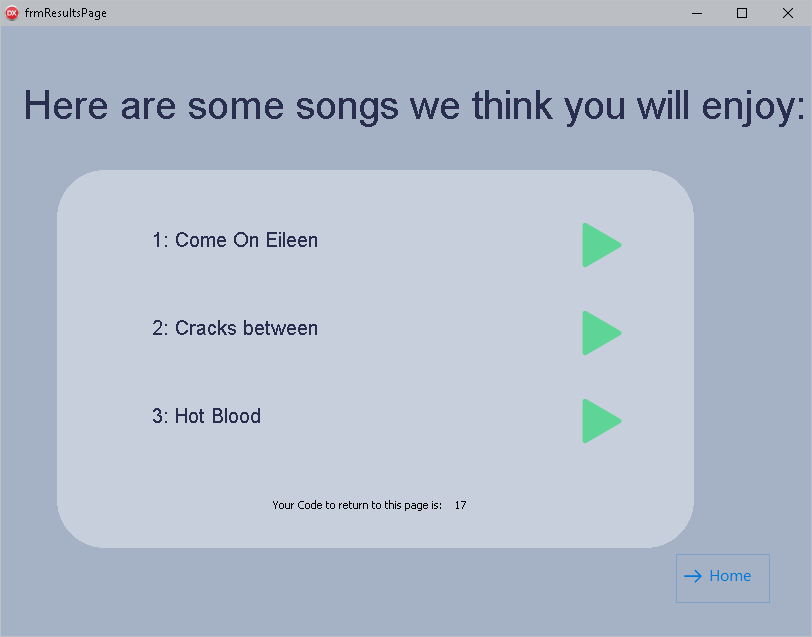 DX frmResultsPage
Here are some songs we think you will enjoy:
1: Come On Eileen
2: Cracks between
3: Hot Blood
Your Code to return to this page is: 17
Home